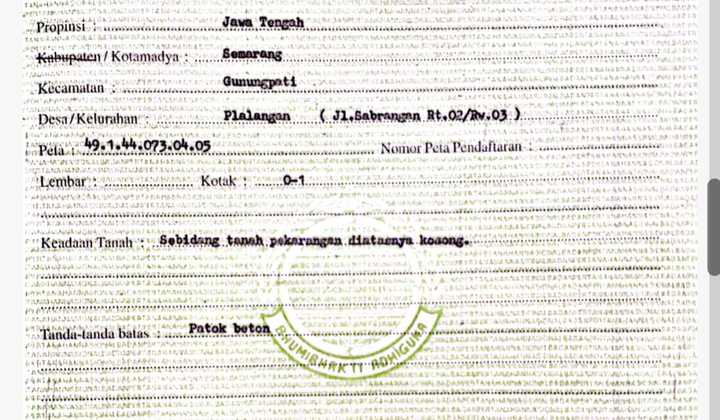 Propinsi : Jawa Tengah
Kabupaten / Kotamadya : Semarang
Kecamatan : Gunungpati
Desa / Kelurahan : Plalangan ( Jl.Sabrangan Rt.02/Rw.03 )
Peta : 49.1.44.073.04.05 Nomor Peta Pendaftaran :
Lembar : Kotak : 0-1
Keadaan Tanah : Sebidang tanah pekarangan diatasnya kosong.
Tanda-tanda batas : Patok beton
BHUMIBHAKTI ADHIGUNA